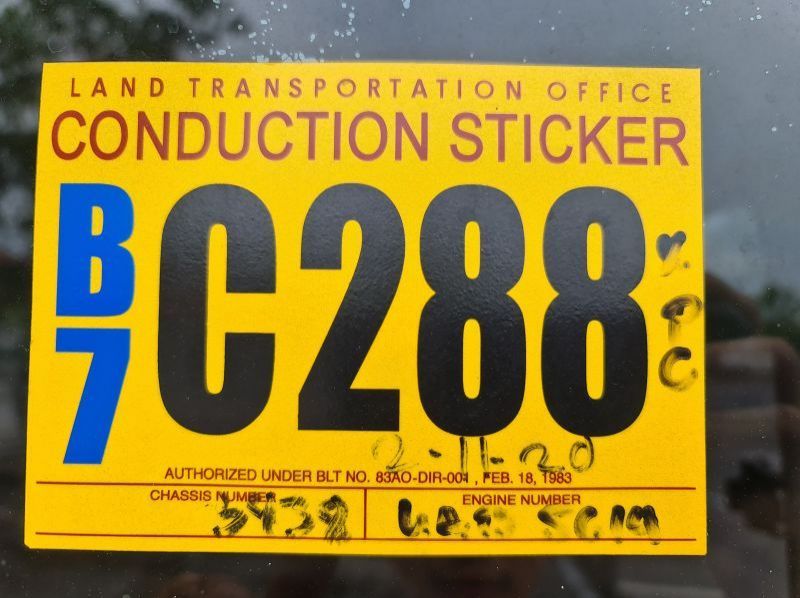 LAND TRANSPORTATION OFFICE
CONDUCTION STICKER
B7 C288
2-11-20
AUTHORIZED UNDER BLT NO. 83AO-DIR-001 , FEB. 18, 1983
CHASSIS NUMBER ENGINE NUMBER